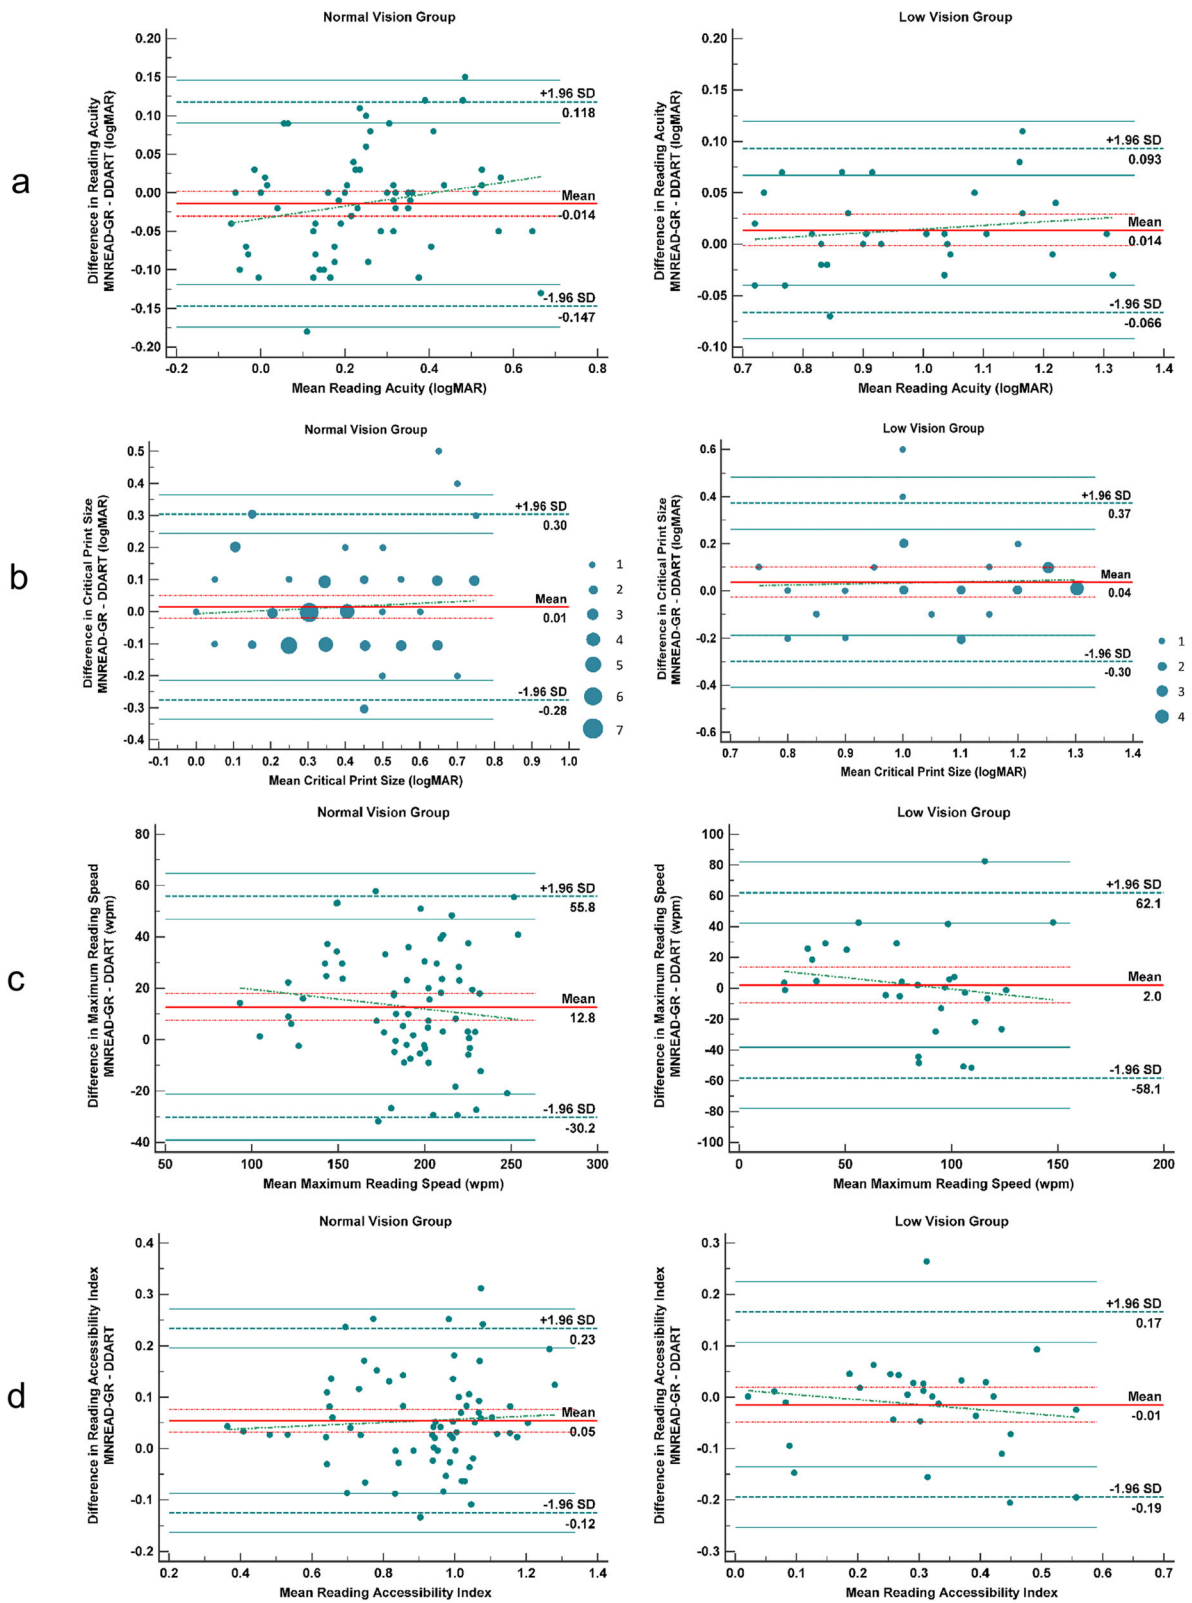 a
Normal Vision Group
Difference in Reading Acuity
MNREAD-GR - DDART (logMAR)
0.20
0.15
0.10
0.05
0.00
-0.05
-0.10
-0.15
-0.20
+1.96 SD
0.118
Mean
-0.014
-1.96 SD
-0.147
-0.2 0.0 0.2 0.4 0.6 0.8
Mean Reading Acuity (logMAR)
Low Vision Group
Difference in Reading Acuity
MNREAD-GR - DDART (logMAR)
0.20
0.15
0.10
0.05
0.00
-0.05
-0.10
+1.96 SD
0.093
Mean
0.014
-1.96 SD
-0.066
0.7 0.8 0.9 1.0 1.1 1.2 1.3 1.4
Mean Reading Acuity (logMAR)
b
Normal Vision Group
Difference in Critical Print Size
MNREAD-GR - DDART (logMAR)
0.5
0.4
0.3
0.2
0.1
0.0
-0.1
-0.2
-0.3
-0.4
+1.96 SD
0.30
Mean
0.01
-1.96 SD
-0.28
-0.1 0.0 0.1 0.2 0.3 0.4 0.5 0.6 0.7 0.8 0.9 1.0
Mean Critical Print Size (logMAR)
1
2
3
4
5
6
7
Low Vision Group
Difference in Critical Print Size
MNREAD-GR - DDART (logMAR)
0.6
0.4
0.2
0.0
-0.2
-0.4
-0.6
+1.96 SD
0.37
Mean
0.04
-1.96 SD
-0.30
0.7 0.8 0.9 1.0 1.1 1.2 1.3 1.4
Mean Critical Print Size (logMAR)
1
2
3
4
c
Normal Vision Group
Difference in Maximum Reading Spead
MNREAD-GR - DDART (wpm)
80
60
40
20
0
-20
-40
+1.96 SD
55.8
Mean
12.8
-1.96 SD
-30.2
50 100 150 200 250 300
Mean Maximum Reading Spead (wpm)
Low Vision Group
Difference in Maximum Reading Speed
MNREAD-GR - DDART (wpm)
100
80
60
40
20
0
-20
-40
-60
-80
-100
+1.96 SD
62.1
Mean
2.0
-1.96 SD
-58.1
0 50 100 150 200
Mean Maximum Reading Speed (wpm)
d
Normal Vision Group
Difference in Reading Accessibility Index
MNREAD-GR - DDART
0.4
0.3
0.2
0.1
0.0
-0.1
-0.2
+1.96 SD
0.23
Mean
0.05
-1.96 SD
-0.12
0.2 0.4 0.6 0.8 1.0 1.2 1.4
Mean Reading Accessibility Index
Low Vision Group
Difference in Reading Accessibility Index
MNREAD-GR - DDART
0.3
0.2
0.1
0.0
-0.1
-0.2
-0.3
+1.96 SD
0.17
Mean
-0.01
-1.96 SD
-0.19
0.0 0.1 0.2 0.3 0.4 0.5 0.6 0.7
Mean Reading Accessibility Index